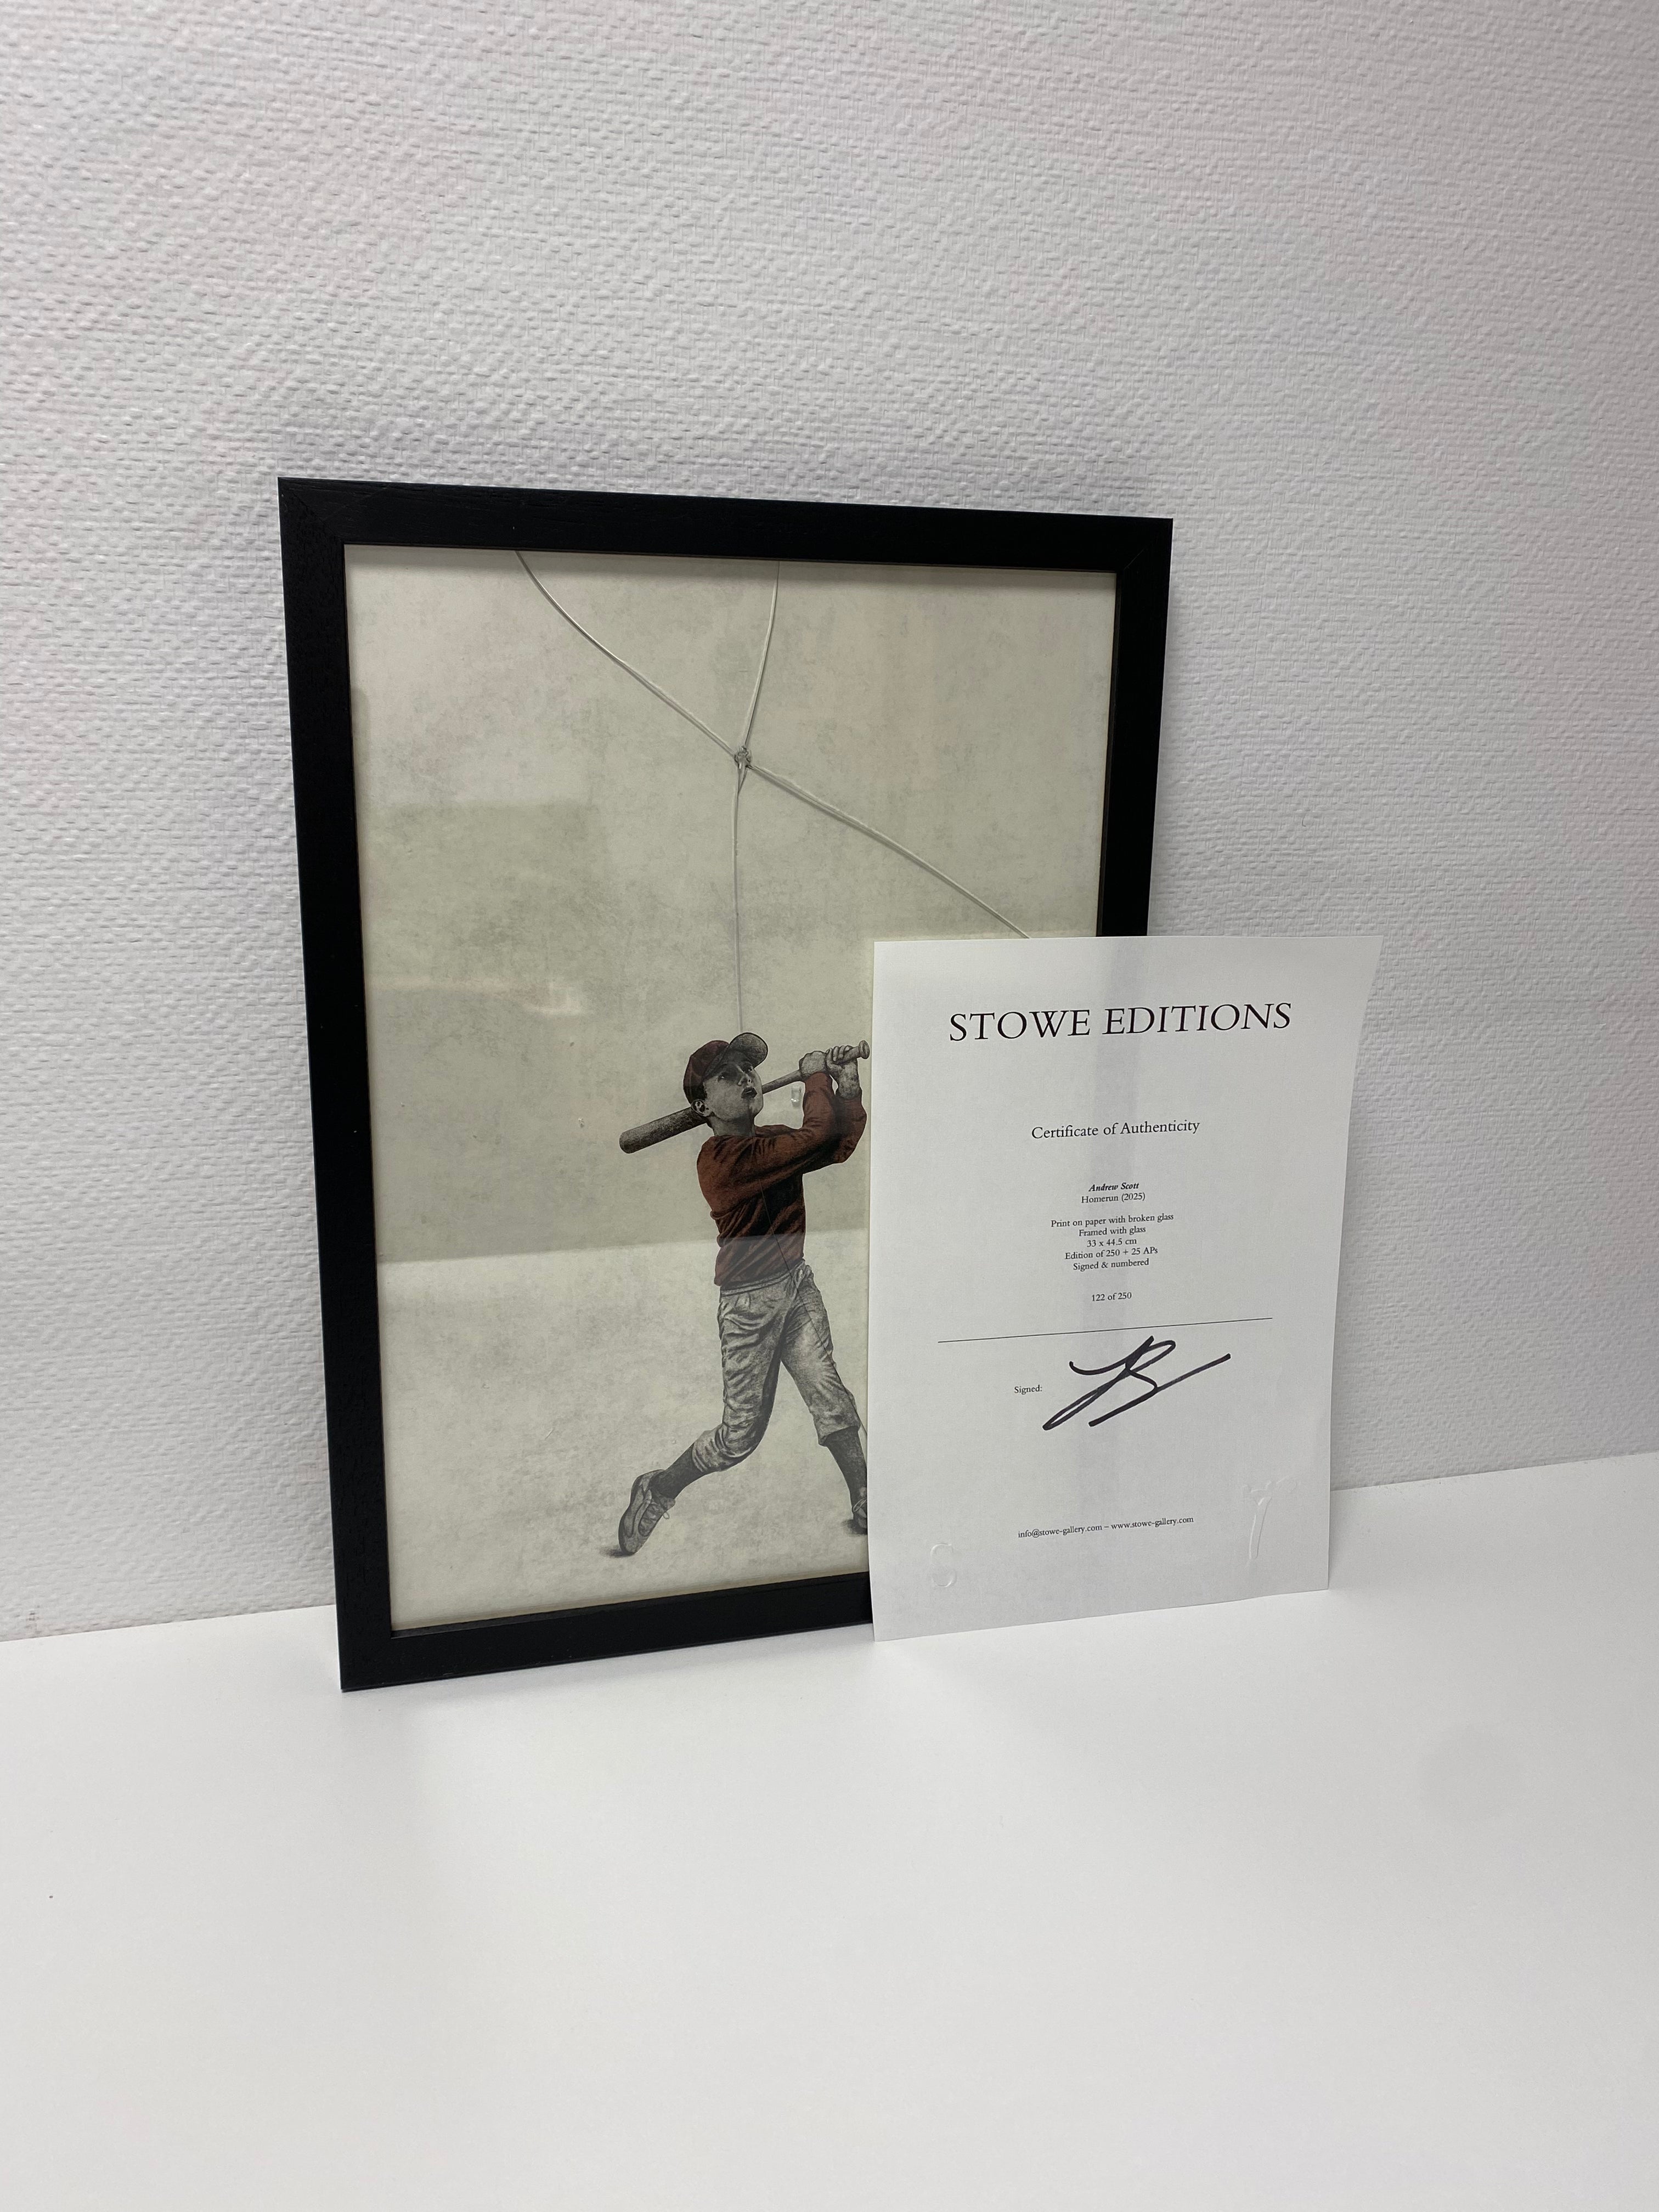 STOWE EDITIONS
Certificate of Authenticity
Andrew Scott
Homerun (2025)
Print on paper with broken glass
Framed with glass
33 x 44.5 cm
Edition of 250 + 25 APs
Signed & numbered
122 of 250
Signed:
info@stowe-gallery.com – www.stowe-gallery.com